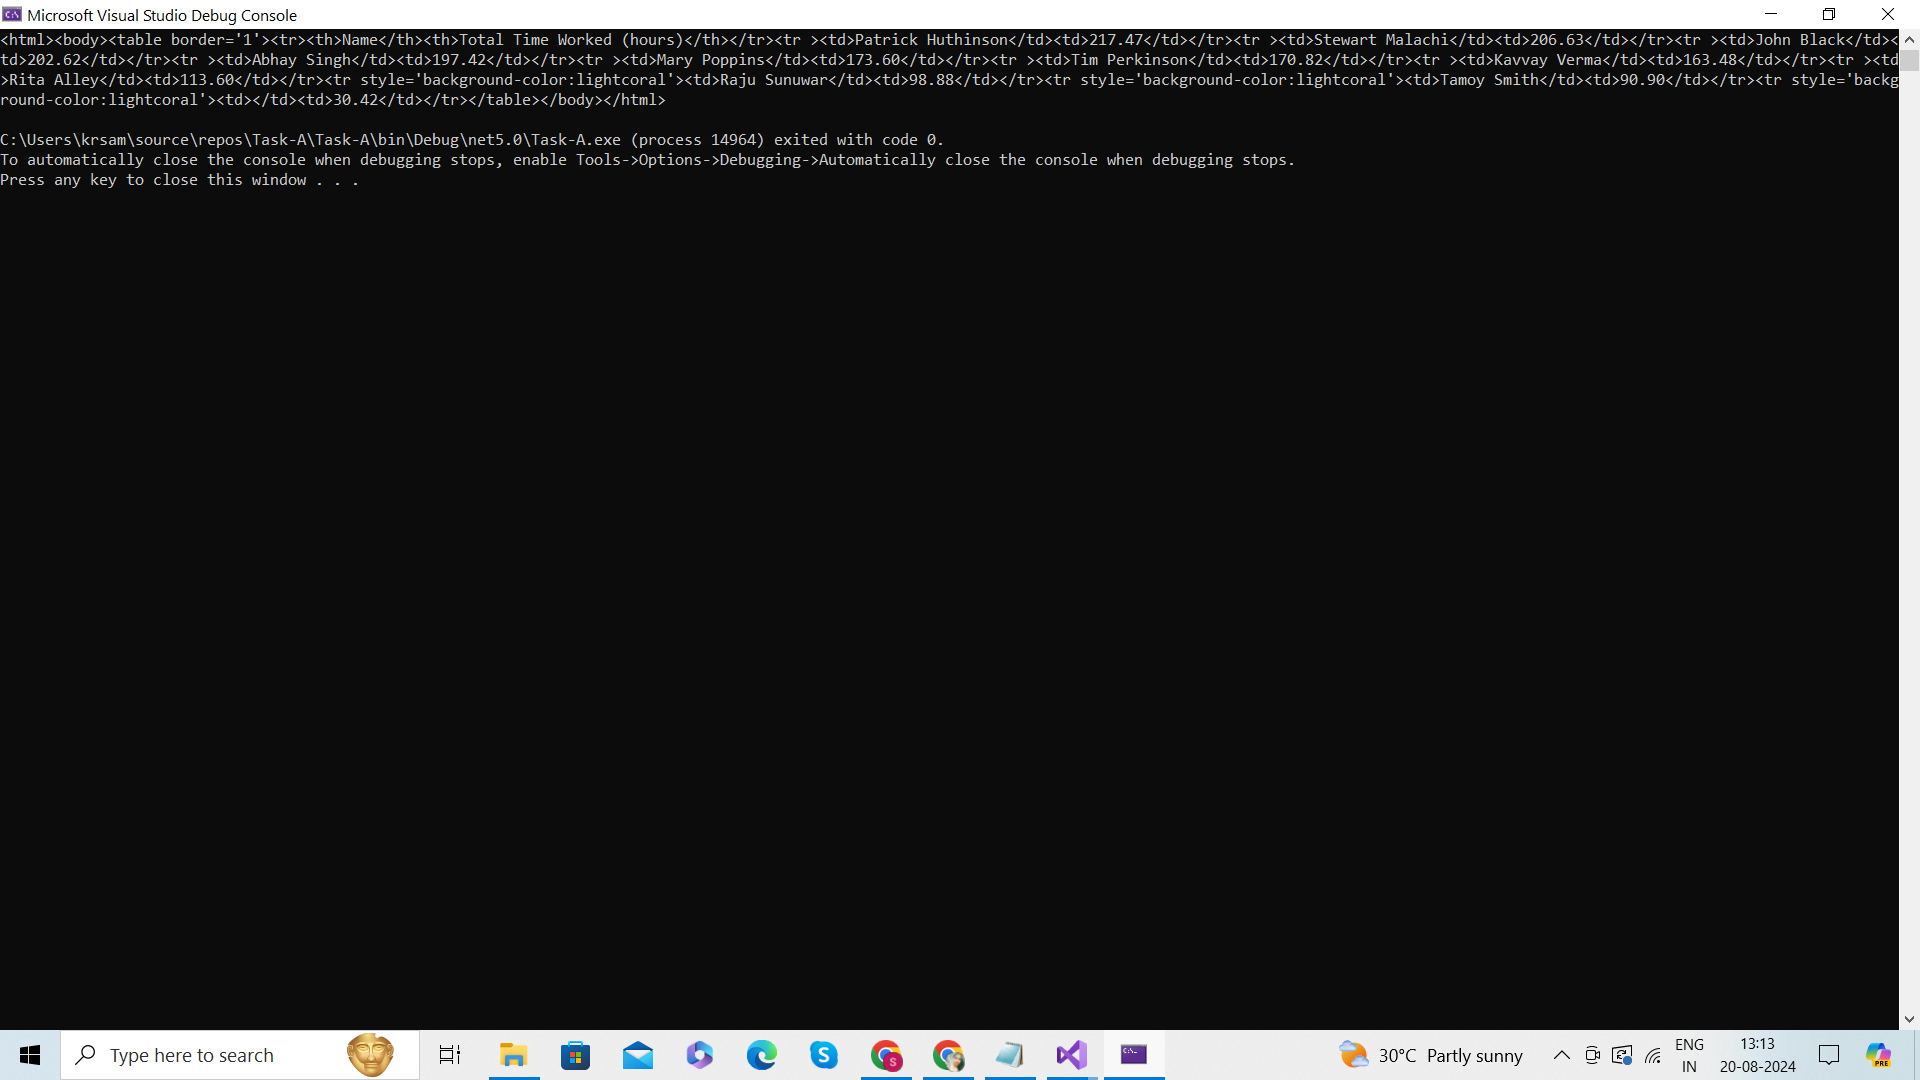 Microsoft Visual Studio Debug Console
<html><body><table border='1'><tr><th>Name</th><th>Total Time Worked (hours)</th></tr><tr ><td>Patrick Huthinson</td><td>217.47</td></tr><tr ><td>Stewart Malachi</td><td>206.63</td></tr><tr ><td>John Black</td><
td>202.62</td></tr><tr ><td>Abhay Singh</td><td>197.42</td></tr><tr ><td>Mary Poppins</td><td>173.60</td></tr><tr ><td>Tim Perkinson</td><td>170.82</td></tr><tr ><td>Kavvay Verma</td><td>163.48</td></tr><tr ><td
>Rita Alley</td><td>113.60</td></tr><tr style='background-color:lightcoral'><td>Raju Sunuwar</td><td>98.88</td></tr><tr style='background-color:lightcoral'><td>Tamoy Smith</td><td>90.90</td></tr><tr style='backg
round-color:lightcoral'><td></td><td>30.42</td></tr></table></body></html>
C:\Users\krsam\source\repos\Task-A\Task-A\bin\Debug\net5.0\Task-A.exe (process 14964) exited with code 0.
To automatically close the console when debugging stops, enable Tools->Options->Debugging->Automatically close the console when debugging stops.
Press any key to close this window . . .
Type here to search
30°C Partly sunny
ENG
IN
13:13
20-08-2024